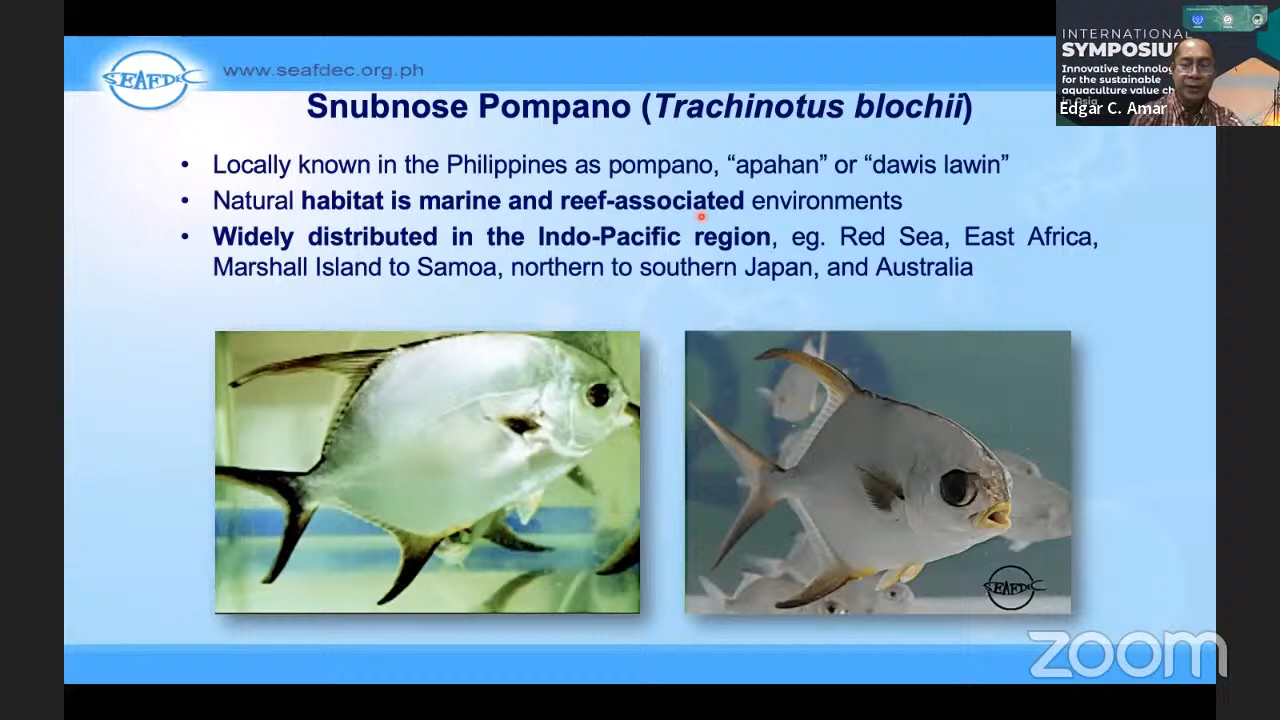 SEAFDEC
www.seafdec.org.ph
Snubnose Pompano (Trachinotus blochii)
• Locally known in the Philippines as pompano, “apahan” or “dawis lawin”
• Natural habitat is marine and reef-associated environments
• Widely distributed in the Indo-Pacific region, eg. Red Sea, East Africa,
Marshall Island to Samoa, northern to southern Japan, and Australia
SEAFDEC
zoom
INTERNATIONAL
SYMPOSIU
Innovative technolog
for the sustainable
aquaculture value ch
in Asia
Edgar C. Amar